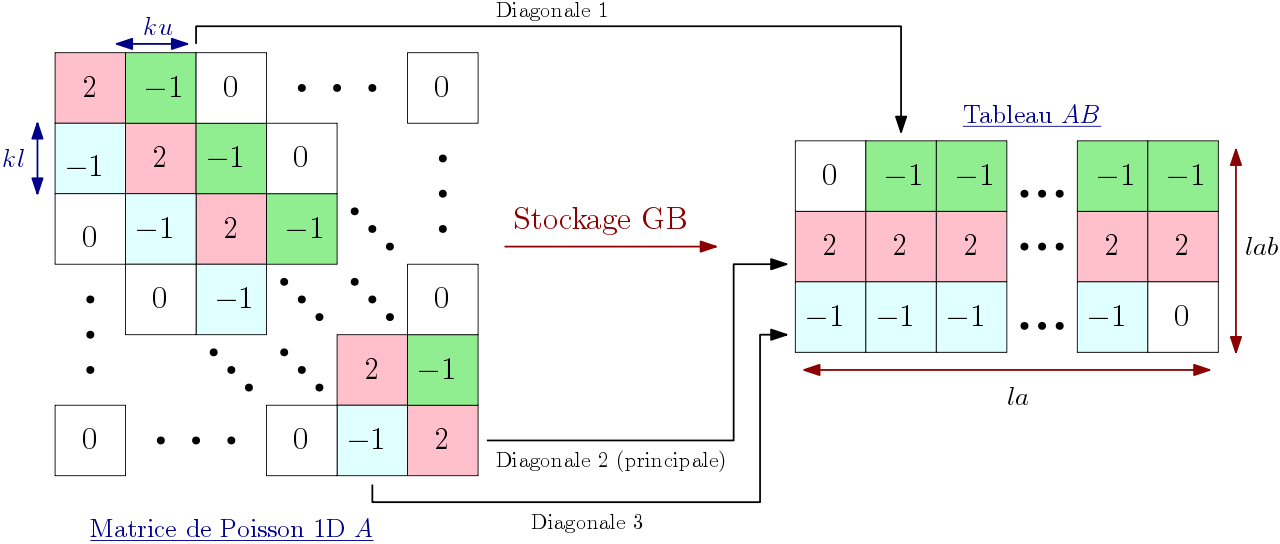 Diagonale 1
ku
2 −1 0 0
kl
−1 2 −1 0
0 −1 2 −1
0 −1 0
2 −1
0 0 −1 2
Matrice de Poisson 1D A
Stockage GB
Diagonale 2 (principale)
Diagonale 3
Tableau AB
0 −1 −1 −1 −1
2 2 2 2 2
−1 −1 −1 −1 0
lab
la